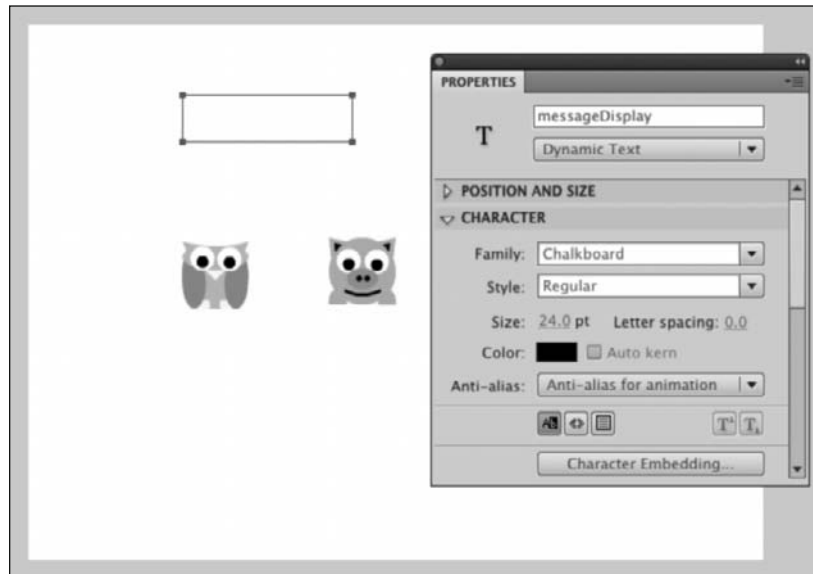 PROPERTIES
T
messageDisplay
Dynamic Text
POSITION AND SIZE
CHARACTER
Family: Chalkboard
Style: Regular
Size: 24.0 pt Letter spacing: 0.0
Color: Auto kern
Anti-alias: Anti-alias for animation
Character Embedding...